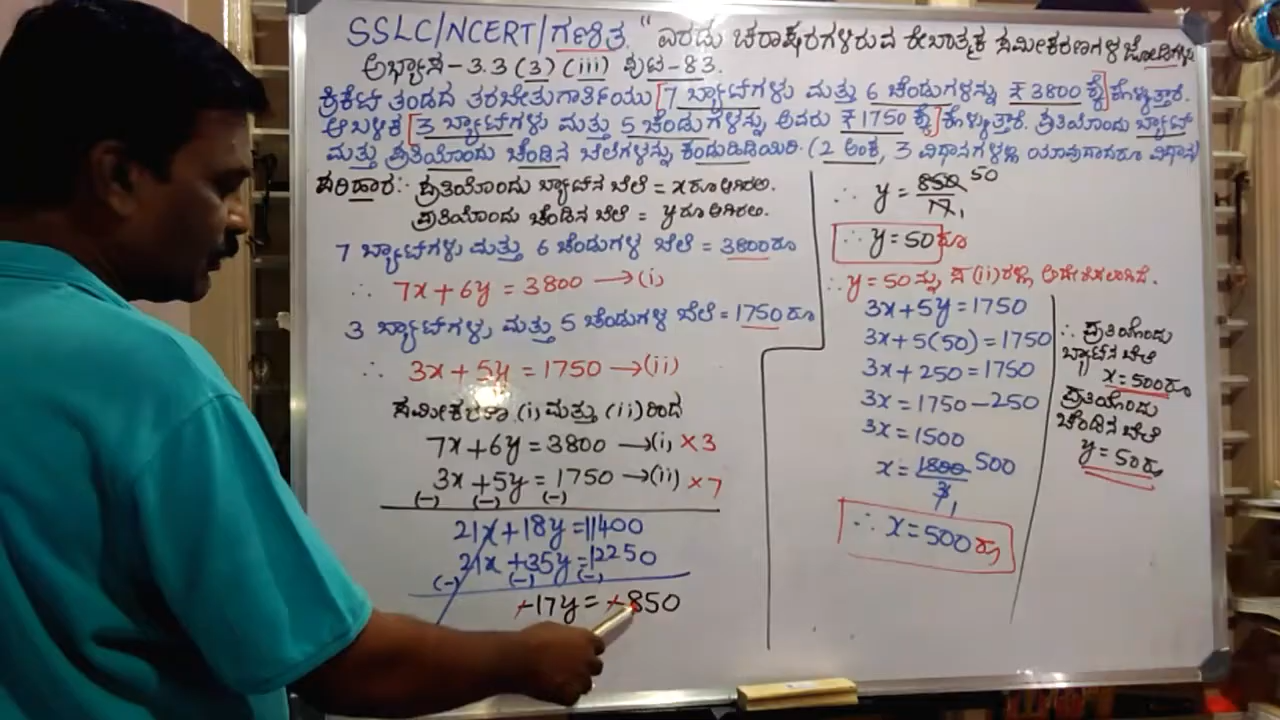 SSLC/NCERT/ಗಣಿತ "ಎರಡು ಚರಾಕ್ಷರಗಳಿರುವ ರೇಖಾತ್ಮಕ ಸಮೀಕರಣಗಳ ಜೋಡಿಗಳು
ಅಭ್ಯಾಸ-3.3 (3) (iii) ಪುಟ-83.
ಕ್ರಿಕೆಟ್ ತಂಡದ ತರಬೇತುಗಾರ್ತಿಯು [7 ಬ್ಯಾಟ್‌ಗಳು ಮತ್ತು 6 ಚೆಂಡುಗಳನ್ನು ₹ 3800 ಕ್ಕೆ] ಕೊಳ್ಳುತ್ತಾರೆ.
ಆ ಬಳಿಕ [3 ಬ್ಯಾಟ್‌ಗಳು ಮತ್ತು 5 ಚೆಂಡುಗಳನ್ನು ಅವರು ₹ 1750 ಕ್ಕೆ] ಕೊಳ್ಳುತ್ತಾರೆ. ಪ್ರತಿಯೊಂದು ಬ್ಯಾಟ್
ಮತ್ತು ಪ್ರತಿಯೊಂದು ಚೆಂಡಿನ ಬೆಲೆಗಳನ್ನು ಕಂಡುಹಿಡಿಯಿರಿ. (2 ಅಂಕ, 3 ವಿಧಾನಗಳಲ್ಲಿ ಯಾವುದಾದರೂ ವಿಧಾನ)
ಪರಿಹಾರ:- ಪ್ರತಿಯೊಂದು ಬ್ಯಾಟ್‌ನ ಬೆಲೆ = x ರೂ ಆಗಿರಲಿ.
ಪ್ರತಿಯೊಂದು ಚೆಂಡಿನ ಬೆಲೆ = y ರೂ ಆಗಿರಲಿ.
7 ಬ್ಯಾಟ್‌ಗಳು ಮತ್ತು 6 ಚೆಂಡುಗಳ ಬೆಲೆ = 3800 ರೂ
∴ 7x + 6y = 3800 →(i)
3 ಬ್ಯಾಟ್‌ಗಳು ಮತ್ತು 5 ಚೆಂಡುಗಳ ಬೆಲೆ = 1750 ರೂ
∴ 3x + 5y = 1750 →(ii)
ಸಮೀಕರಣ (i) ಮತ್ತು (ii) ರಿಂದ
7x + 6y = 3800 →(i) ×3
3x + 5y = 1750 →(ii) ×7
(-) (-) (-)
21x + 18y = 11400
21x + 35y = 12250
(-) (-) (-)
-17y = -850
∴ y = 850 50
17 1
∴ y = 50 ರೂ
∴ y = 50 ನ್ನು ಸ (i) ರಲ್ಲಿ ಆದೇಶಿಸಲಾಗಿದೆ.
3x + 5y = 1750
3x + 5(50) = 1750
3x + 250 = 1750
3x = 1750 - 250
3x = 1500
x = 1500 500
3 1
∴ x = 500 ರೂ
∴ ಪ್ರತಿಯೊಂದು
ಬ್ಯಾಟ್‌ನ ಬೆಲೆ
x = 500 ರೂ
ಪ್ರತಿಯೊಂದು
ಚೆಂಡಿನ ಬೆಲೆ
y = 50 ರೂ